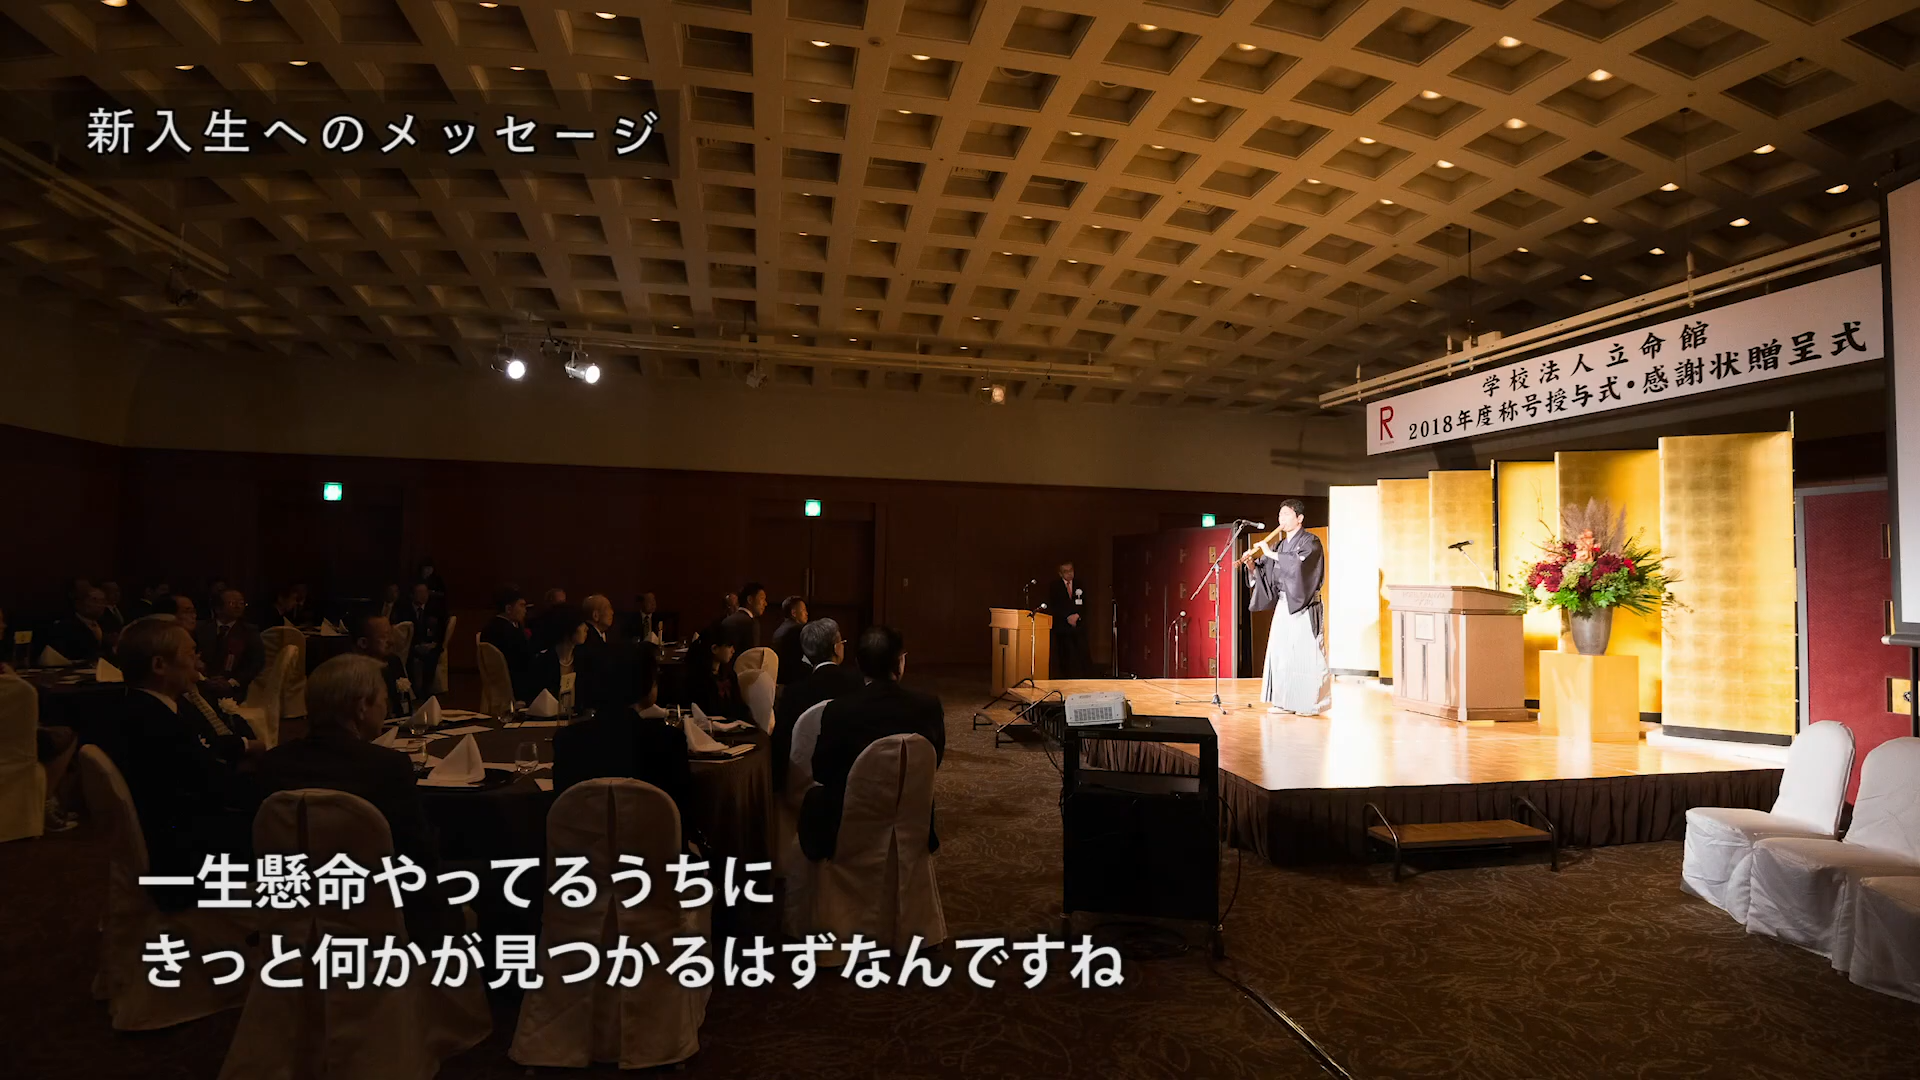 新入生へのメッセージ
学校法人立命館
R
2018年度称号授与式・感謝状贈呈式
一生懸命やってるうちに
きっと何かが見つかるはずなんですね